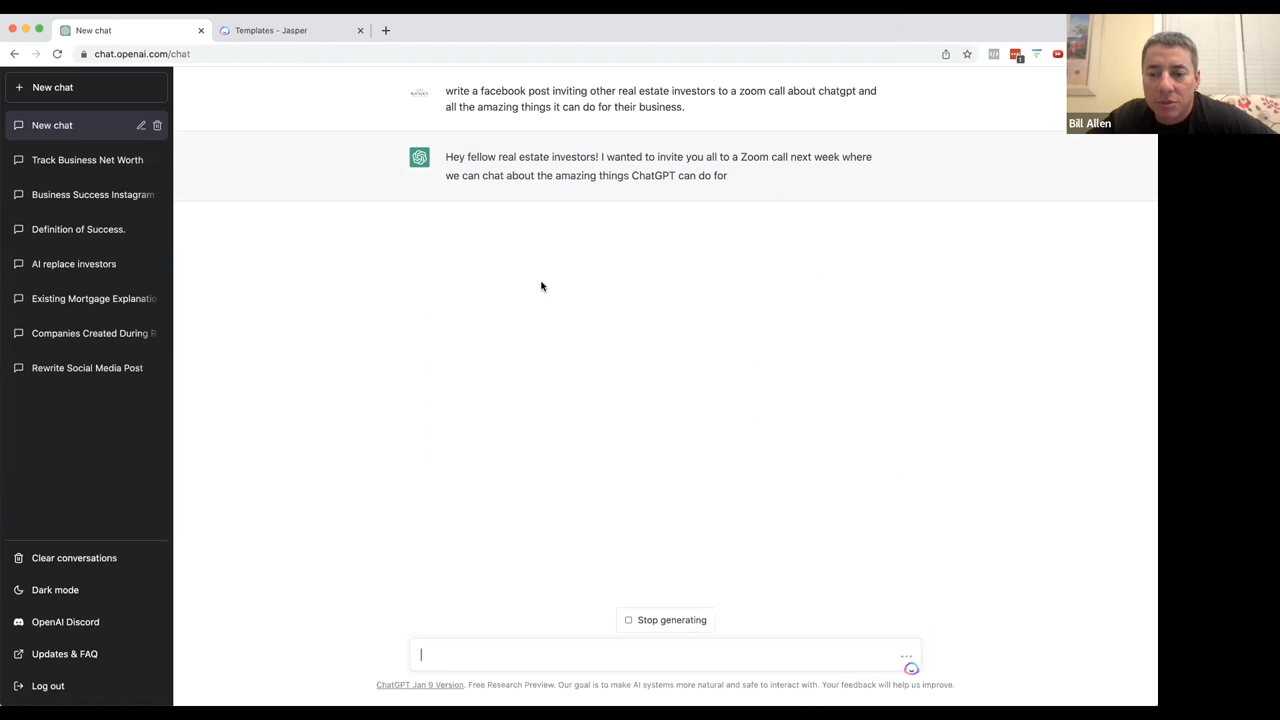 New chat
Templates - Jasper
chat.openai.com/chat
1
New chat
New chat
Track Business Net Worth
Business Success Instagram
Definition of Success.
AI replace investors
Existing Mortgage Explanatio
Companies Created During R
Rewrite Social Media Post
Clear conversations
Dark mode
OpenAI Discord
Updates & FAQ
Log out
write a facebook post inviting other real estate investors to a zoom call about chatgpt and
all the amazing things it can do for their business.
Hey fellow real estate investors! I wanted to invite you all to a Zoom call next week where
we can chat about the amazing things ChatGPT can do for
Stop generating
ChatGPT Jan 9 Version. Free Research Preview. Our goal is to make AI systems more natural and safe to interact with. Your feedback will help us improve.
Bill Allen